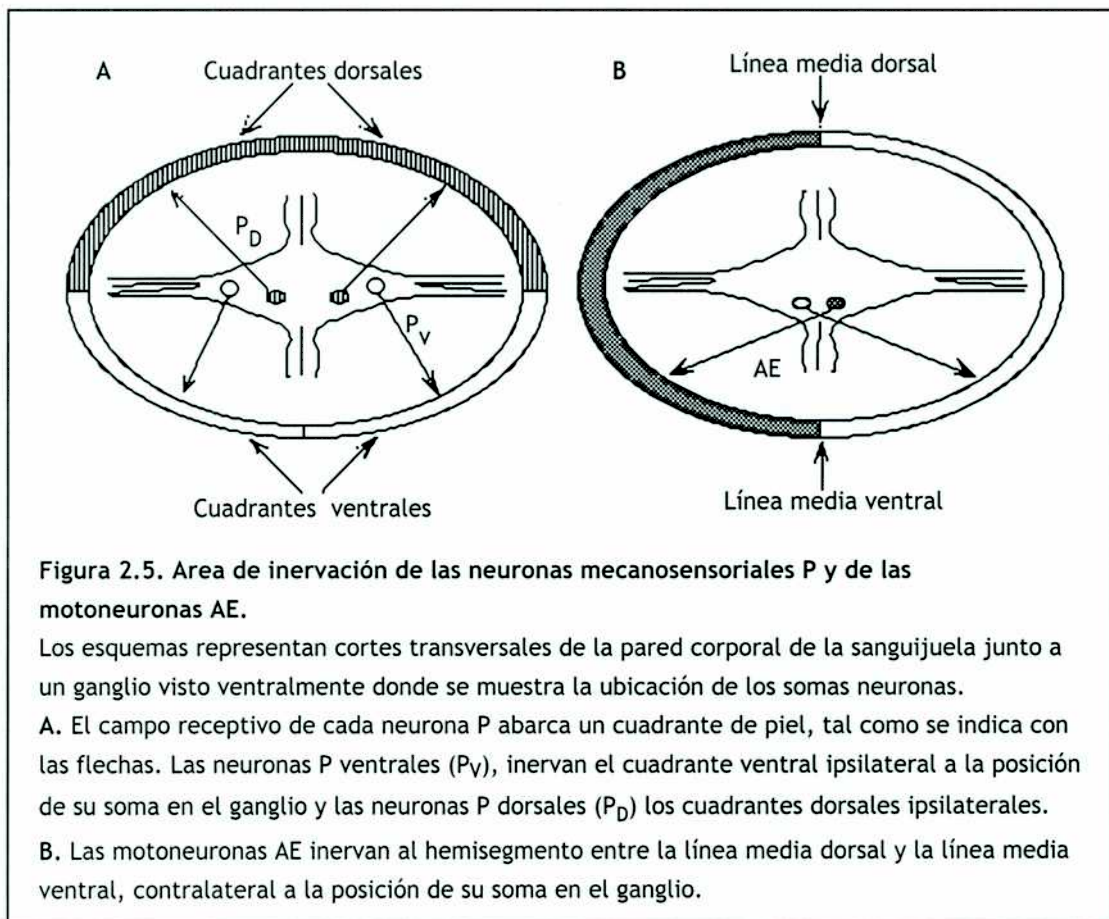 A
Cuadrantes dorsales
P_D
P_V
Cuadrantes ventrales
B
Línea media dorsal
AE
Línea media ventral
Figura 2.5. Area de inervación de las neuronas mecanosensoriales P y de las
motoneuronas AE.
Los esquemas representan cortes transversales de la pared corporal de la sanguijuela junto a
un ganglio visto ventralmente donde se muestra la ubicación de los somas neuronas.
A. El campo receptivo de cada neurona P abarca un cuadrante de piel, tal como se indica con
las flechas. Las neuronas P ventrales (P_V), inervan el cuadrante ventral ipsilateral a la posición
de su soma en el ganglio y las neuronas P dorsales (P_D) los cuadrantes dorsales ipsilaterales.
B. Las motoneuronas AE inervan al hemisegmento entre la línea media dorsal y la línea media
ventral, contralateral a la posición de su soma en el ganglio.